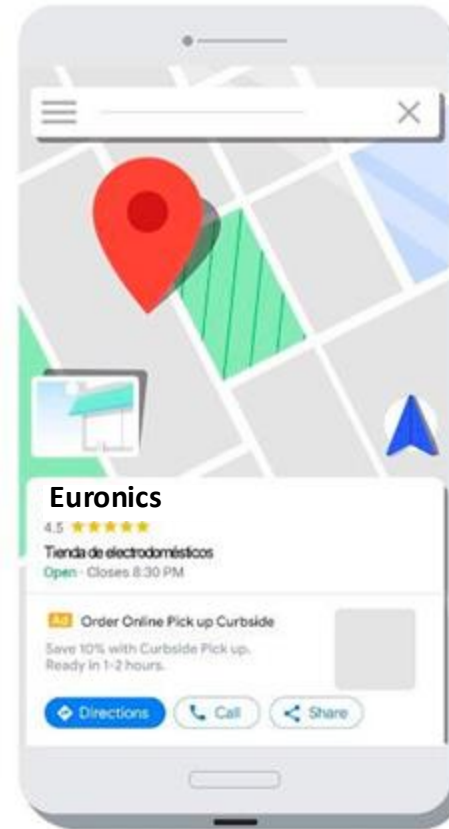 Euronics
4.5
Tienda de electrodomésticos
Open · Closes 8:30 PM
Ad Order Online Pick up Curbside
Save 10% with Curbside Pick up.
Ready in 1-2 hours.
Directions Call Share